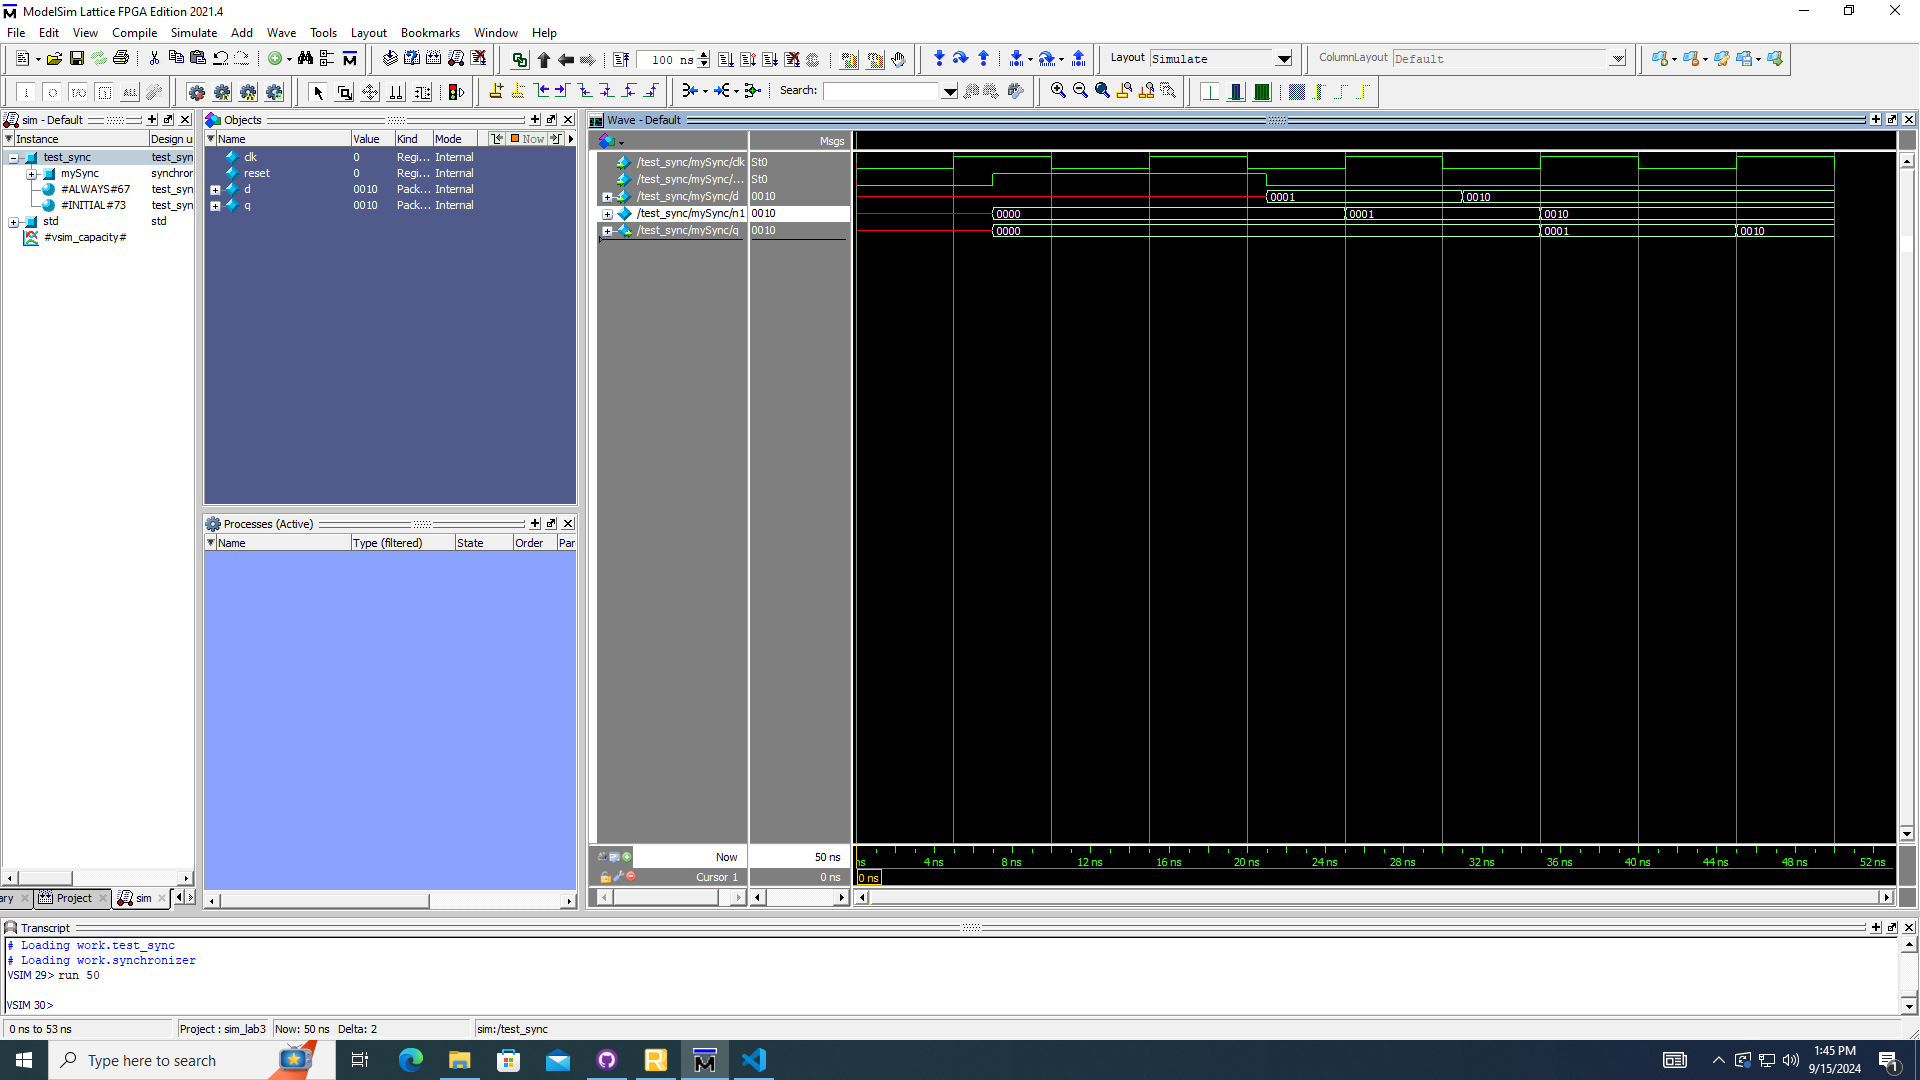 ModelSim Lattice FPGA Edition 2021.4
File Edit View Compile Simulate Add Wave Tools Layout Bookmarks Window Help
100 ns
Layout Simulate
ColumnLayout Default
Search:
sim - Default
Instance Design u
test_sync test_syn
mySync synchror
#ALWAYS#67 test_syn
#INITIAL#73 test_syn
std std
#vsim_capacity#
ary Project sim
Objects
Name Value Kind Mode Now
clk 0 Regi... Internal
reset 0 Regi... Internal
d 0010 Pack... Internal
q 0010 Pack... Internal
Processes (Active)
Name Type (filtered) State Order Par
Wave - Default
Msgs
/test_sync/mySync/clk St0
/test_sync/mySync/... St0
/test_sync/mySync/d 0010 0001 0010
/test_sync/mySync/n1 0010 0000 0001 0010
/test_sync/mySync/q 0010 0000 0001 0010
Now 50 ns
ns 4 ns 8 ns 12 ns 16 ns 20 ns 24 ns 28 ns 32 ns 36 ns 40 ns 44 ns 48 ns 52 ns
Cursor 1 0 ns 0 ns
Transcript
# Loading work.test_sync
# Loading work.synchronizer
VSIM 29> run 50
VSIM 30>
0 ns to 53 ns Project : sim_lab3 Now: 50 ns Delta: 2 sim:/test_sync
Type here to search
1:45 PM
9/15/2024
1